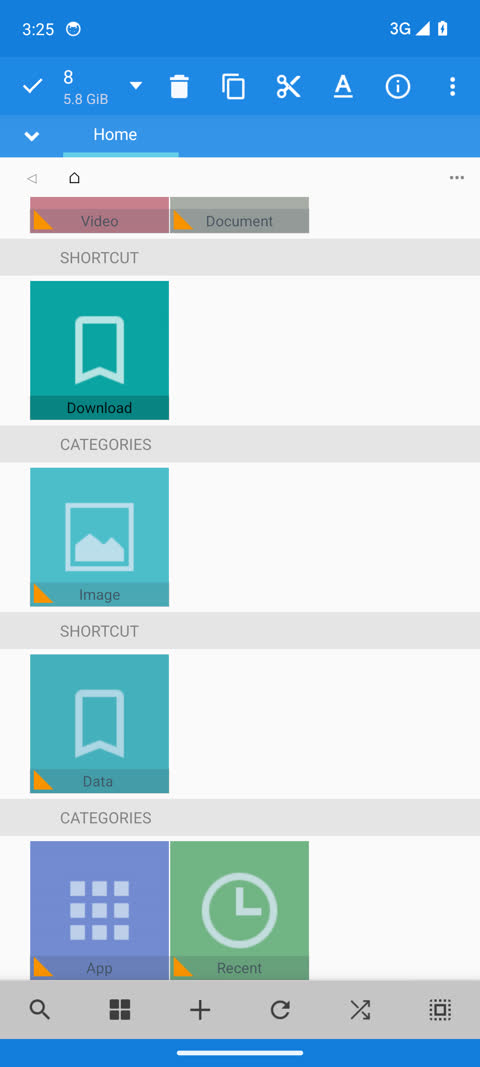 3:25
3G
8
5.8 GiB
A
Home
Video
Document
SHORTCUT
Download
CATEGORIES
Image
SHORTCUT
Data
CATEGORIES
App
Recent